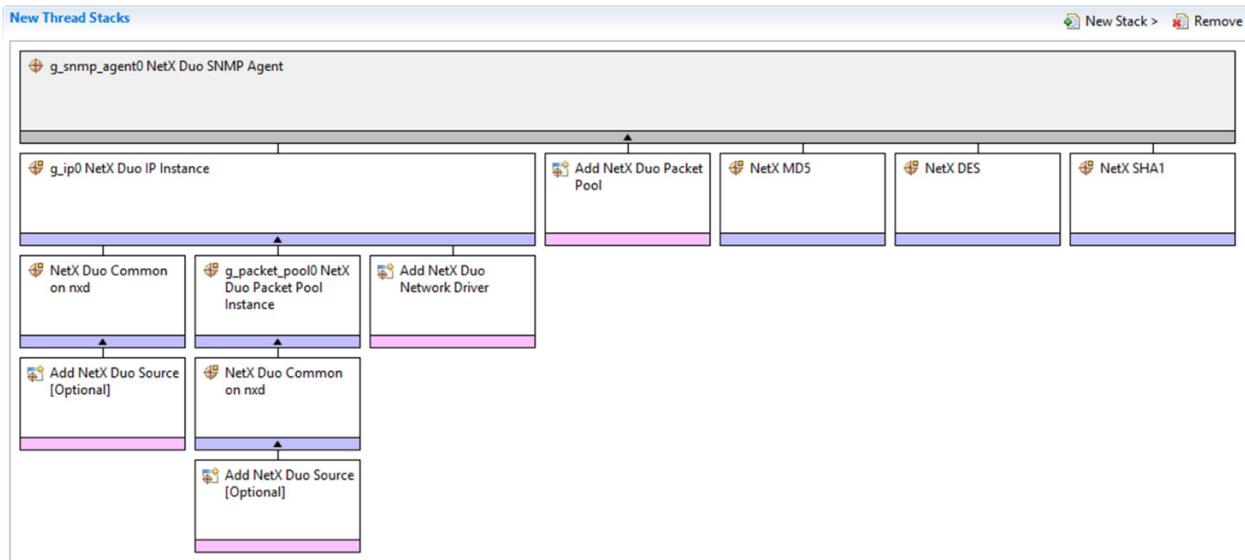 New Thread Stacks
New Stack > Remove
g_snmp_agent0 NetX Duo SNMP Agent
g_ip0 NetX Duo IP Instance
Add NetX Duo Packet
Pool
NetX MD5
NetX DES
NetX SHA1
NetX Duo Common
on nxd
g_packet_pool0 NetX
Duo Packet Pool
Instance
Add NetX Duo
Network Driver
Add NetX Duo Source
[Optional]
NetX Duo Common
on nxd
Add NetX Duo Source
[Optional]